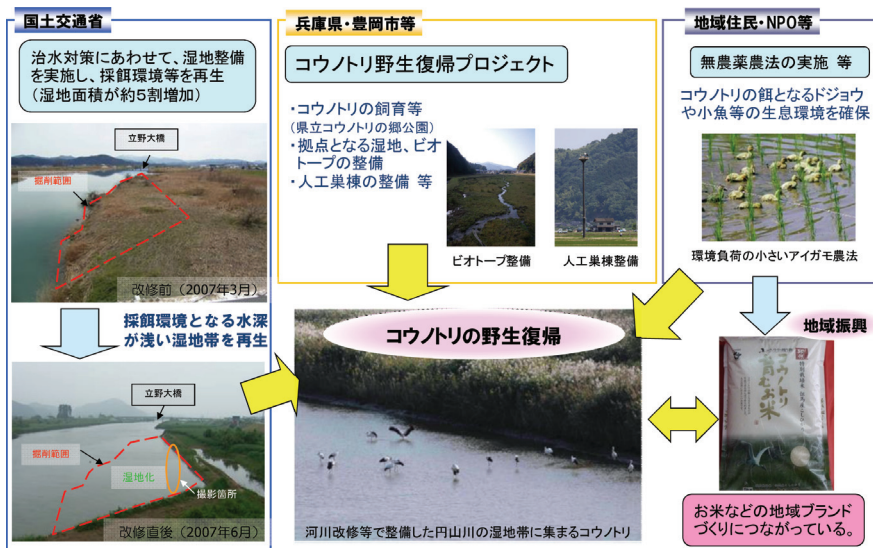 国土交通省
治水対策にあわせて、湿地整備
を実施し、採餌環境等を再生
(湿地面積が約5割増加)
立野大橋
掘削範囲
改修前(2007年3月)
採餌環境となる水深
が浅い湿地帯を再生
立野大橋
掘削範囲
湿地化
撮影箇所
改修直後(2007年6月)
兵庫県・豊岡市等
コウノトリ野生復帰プロジェクト
・コウノトリの飼育等
(県立コウノトリの郷公園)
・拠点となる湿地、ビオ
トープの整備
・人工巣棟の整備 等
ビオトープ整備
人工巣棟整備
コウノトリの野生復帰
河川改修等で整備した円山川の湿地帯に集まるコウノトリ
地域住民・NPO等
無農薬農法の実施 等
コウノトリの餌となるドジョウ
や小魚等の生息環境を確保
環境負荷の小さいアイガモ農法
地域振興
コウノトリ
育むお米
お米などの地域ブランド
づくりにつながっている。